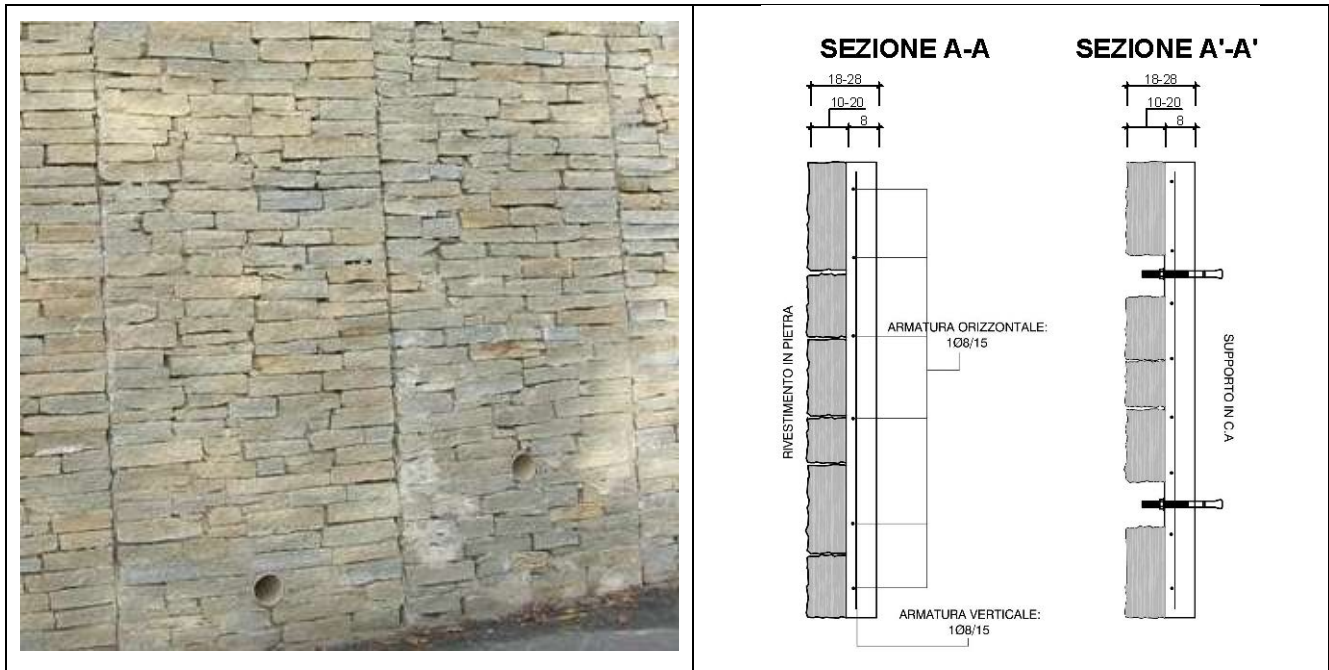 SEZIONE A-A
SEZIONE A'-A'
18-28
10-20
8
18-28
10-20
8
RIVESTIMENTO IN PIETRA
ARMATURA ORIZZONTALE:
1Ø8/15
SUPPORTO IN C.A
ARMATURA VERTICALE:
1Ø8/15